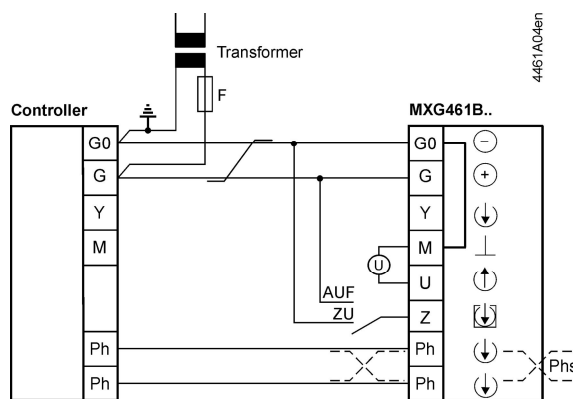 4461A04en
Transformer
F
Controller
MXG461B..
G0
G
Y
M
Ph
Ph
AUF
ZU
U
G0
G
Y
M
U
Z
Ph
Ph
Phs